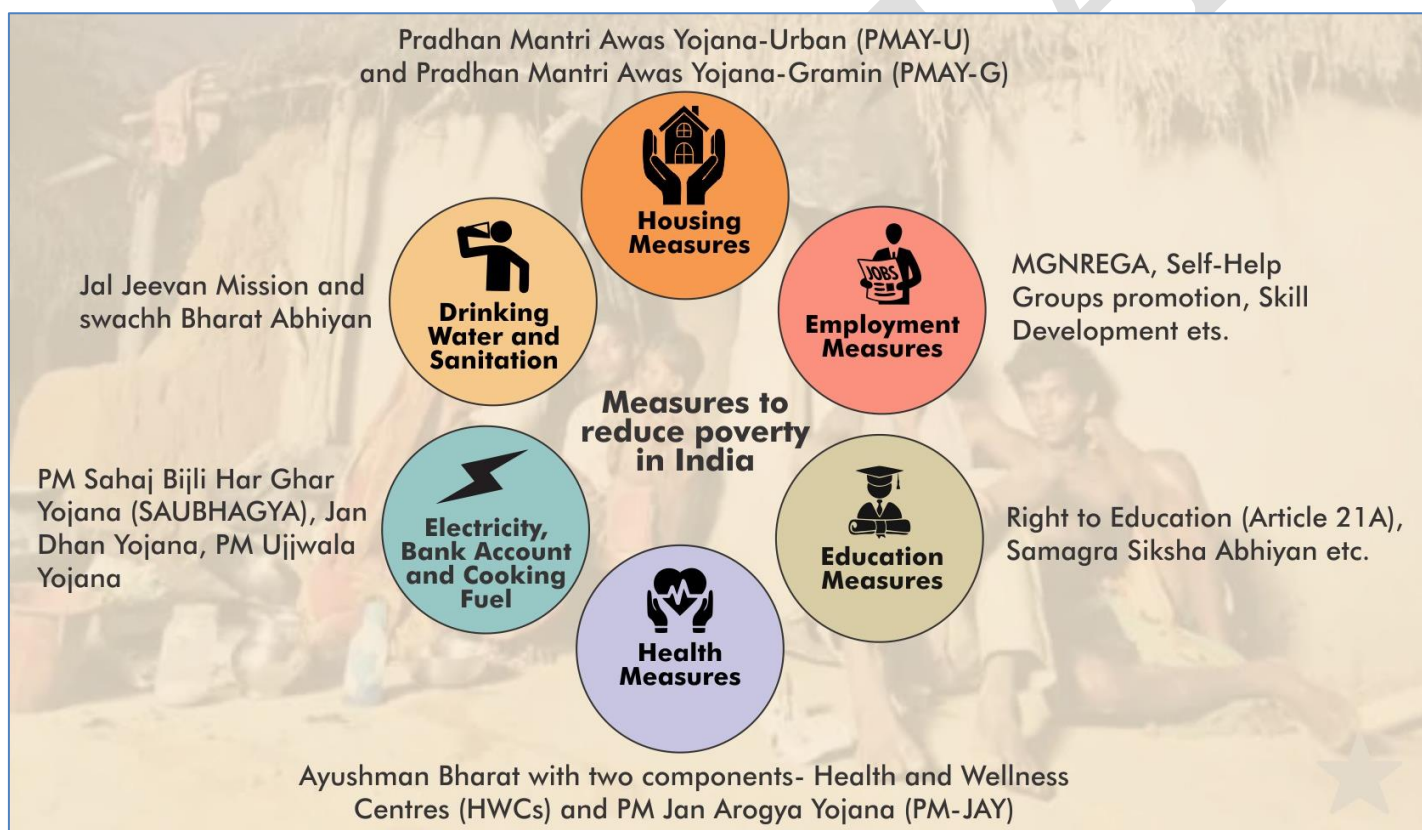 Pradhan Mantri Awas Yojana-Urban (PMAY-U)
and Pradhan Mantri Awas Yojana-Gramin (PMAY-G)
Housing
Measures
JOBS
Employment
Measures
MGNREGA, Self-Help
Groups promotion, Skill
Development ets.
Education
Measures
Right to Education (Article 21A),
Samagra Siksha Abhiyan etc.
Health
Measures
Ayushman Bharat with two components- Health and Wellness
Centres (HWCs) and PM Jan Arogya Yojana (PM-JAY)
Electricity,
Bank Account
and Cooking
Fuel
PM Sahaj Bijli Har Ghar
Yojana (SAUBHAGYA), Jan
Dhan Yojana, PM Ujjwala
Yojana
Drinking
Water and
Sanitation
Jal Jeevan Mission and
swachh Bharat Abhiyan
Measures to
reduce poverty
in India